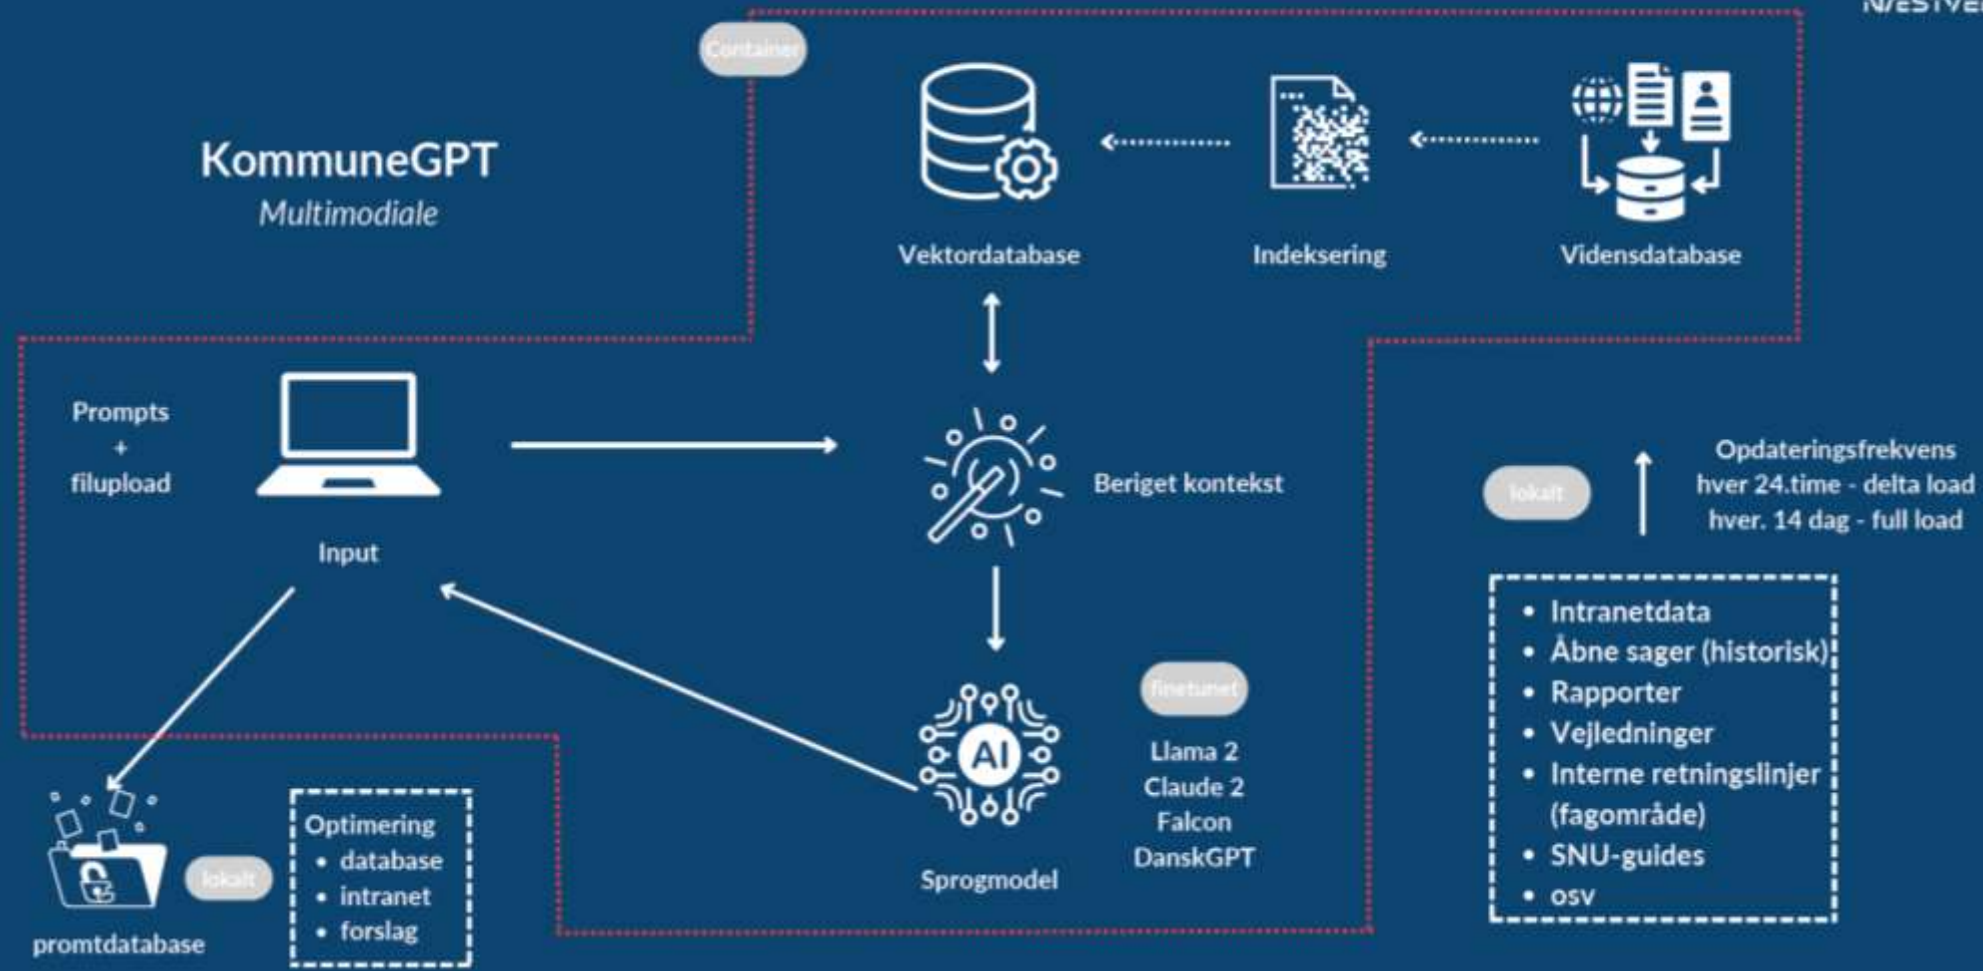 Container
KommuneGPT
Multimodiale
Vektordatabase
Indeksering
Vidensdatabase
Prompts
+
filupload
Input
Beriget kontekst
lokalt
Opdateringsfrekvens
hver 24.time - delta load
hver. 14 dag - full load
• Intranetdata
• Åbne sager (historisk)
• Rapporter
• Vejledninger
• Interne retningslinjer
(fagområde)
• SNU-guides
• osv
AI
Sprogmodel
finetunet
Llama 2
Claude 2
Falcon
DanskGPT
promtdatabase
lokalt
Optimering
• database
• intranet
• forslag